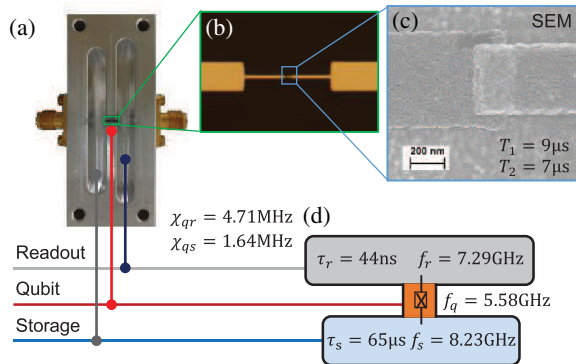 (a)
(b)
(c)
SEM
200 nm
T₁ = 9µs
T₂ = 7µs
χqr = 4.71MHz
χqs = 1.64MHz
(d)
Readout
τr = 44ns fr = 7.29GHz
Qubit
fq = 5.58GHz
Storage
τs = 65µs fs = 8.23GHz